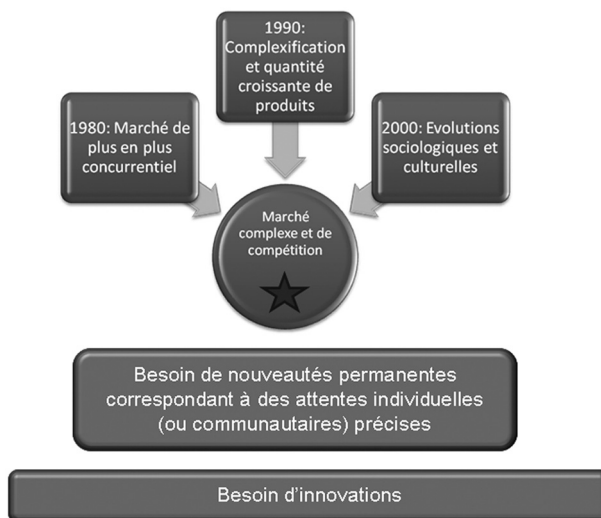 1990:
Complexification
et quantité
croissante de
produits
1980: Marché de
plus en plus
concurrentiel
2000: Evolutions
sociologiques et
culturelles
Marché
complexe et de
compétition
Besoin de nouveautés permanentes
correspondant à des attentes individuelles
(ou communautaires) précises
Besoin d'innovations